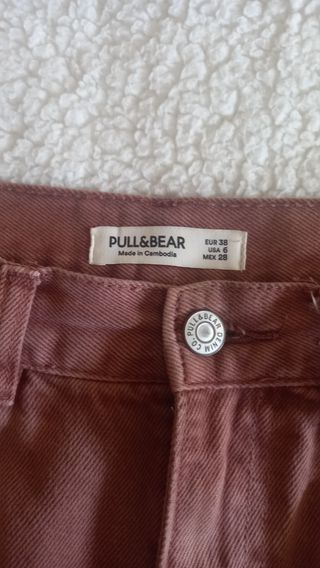 PULL&BEAR
Made in Cambodia
EUR 38
USA 6
MEX 28
PULL&BEAR DENIM CO.